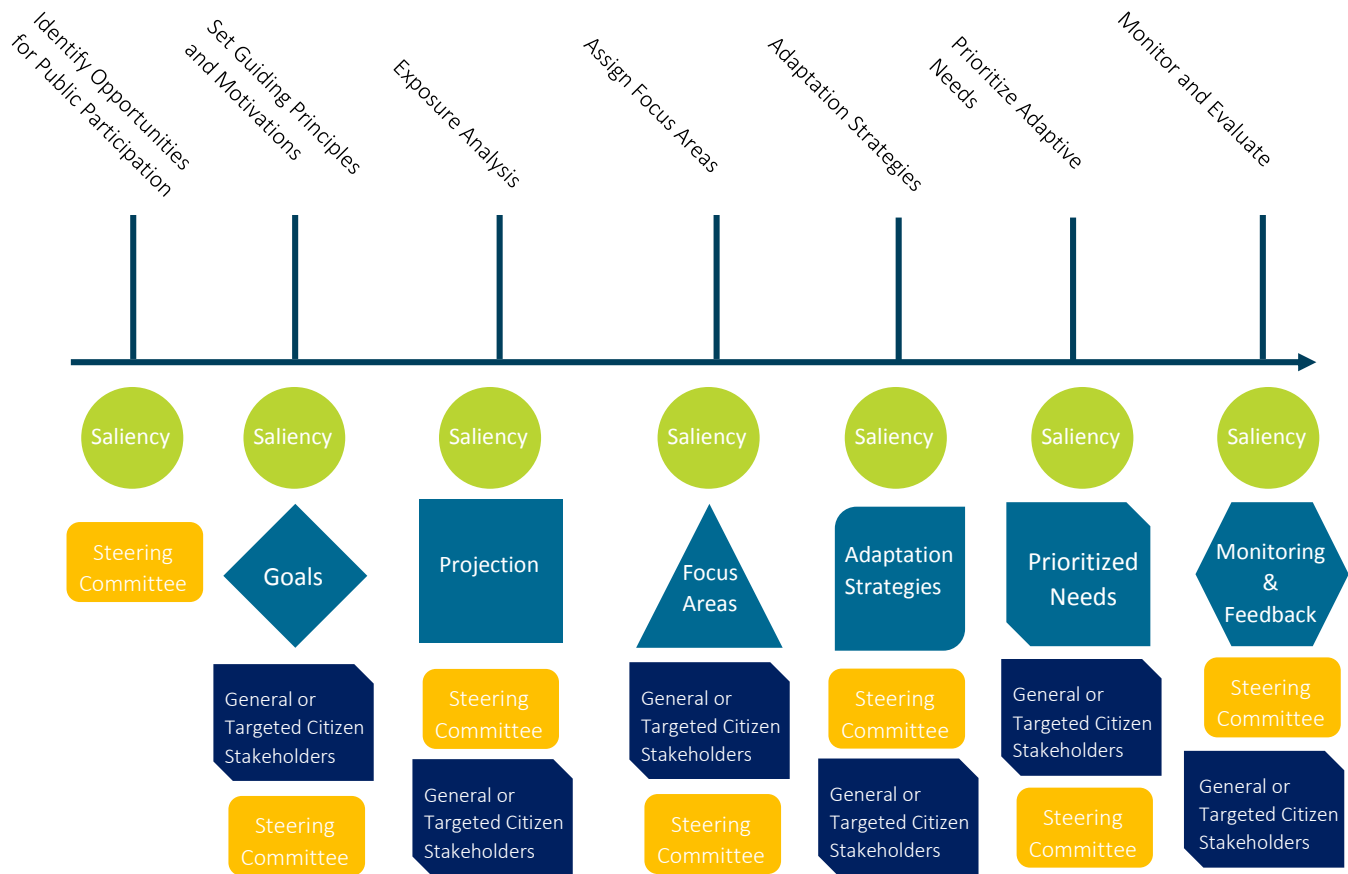 Identify Opportunities
for Public Participation
Set Guiding Principles
and Motivations
Exposure Analysis
Assign Focus Areas
Adaptation Strategies
Prioritize Adaptive
Needs
Monitor and Evaluate
Saliency
Saliency
Saliency
Saliency
Saliency
Saliency
Saliency
Steering
Committee
Goals
Projection
Focus
Areas
Adaptation
Strategies
Prioritized
Needs
Monitoring
&
Feedback
General or
Targeted Citizen
Stakeholders
Steering
Committee
Steering
Committee
General or
Targeted Citizen
Stakeholders
General or
Targeted Citizen
Stakeholders
Steering
Committee
Steering
Committee
General or
Targeted Citizen
Stakeholders
General or
Targeted Citizen
Stakeholders
Steering
Committee
Steering
Committee
General or
Targeted Citizen
Stakeholders